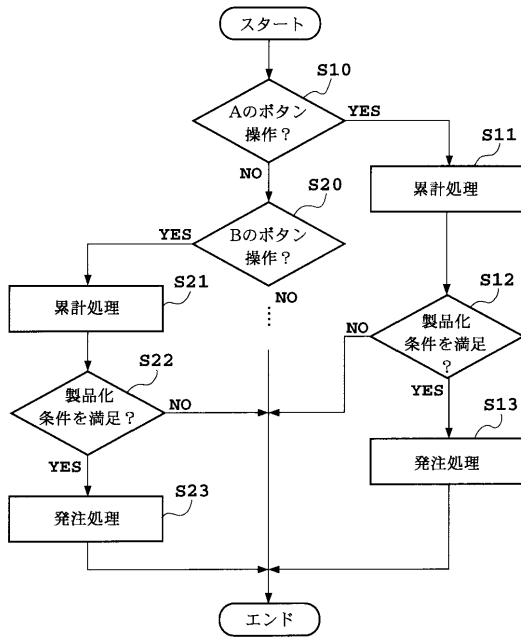 スタート
S10
Aのボタン
操作？
YES
NO
S11
累計処理
S20
Bのボタン
操作？
YES
NO
S21
累計処理
S12
製品化
条件を満足
？
NO
YES
S22
製品化
条件を満足？
NO
YES
S13
発注処理
S23
発注処理
エンド